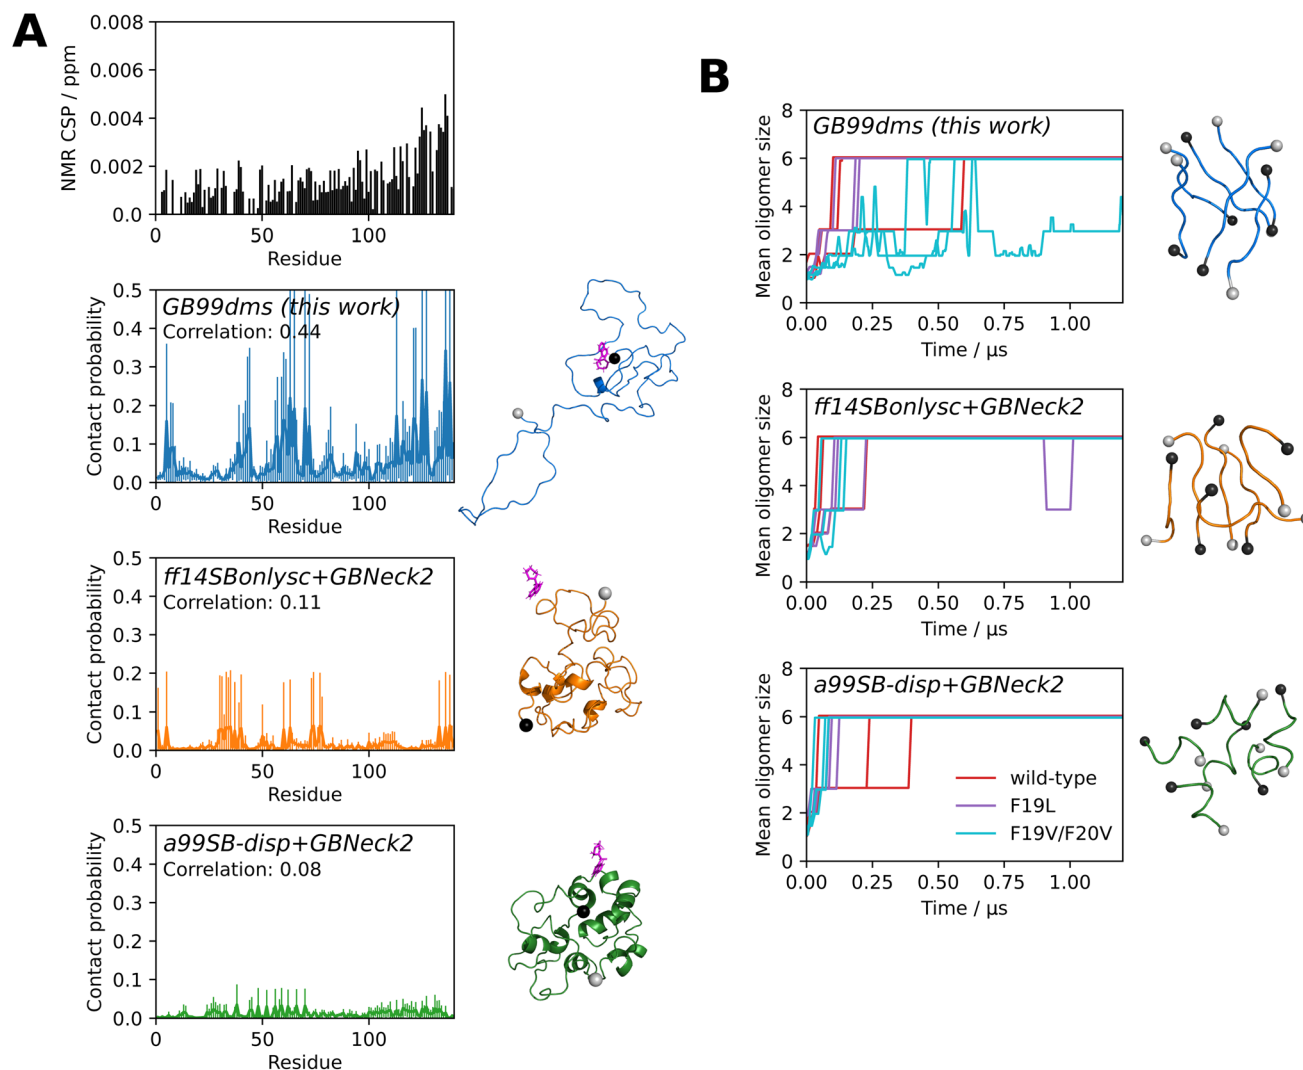 A
0.008
0.006
0.004
0.002
0.0
NMR CSP / ppm
0
50
100
Residue
0.5
0.4
0.3
0.2
0.1
0.0
Contact probability
GB99dms (this work)
Correlation: 0.44
0
50
100
Residue
0.5
0.4
0.3
0.2
0.1
0.0
Contact probability
ff14SBonlysc+GBNeck2
Correlation: 0.11
0
50
100
Residue
0.5
0.4
0.3
0.2
0.1
0.0
Contact probability
a99SB-disp+GBNeck2
Correlation: 0.08
0
50
100
Residue
B
8
6
4
2
0
Mean oligomer size
GB99dms (this work)
0.00
0.25
0.50
0.75
1.00
Time / μs
8
6
4
2
0
Mean oligomer size
ff14SBonlysc+GBNeck2
0.00
0.25
0.50
0.75
1.00
Time / μs
8
6
4
2
0
Mean oligomer size
a99SB-disp+GBNeck2
wild-type
F19L
F19V/F20V
0.00
0.25
0.50
0.75
1.00
Time / μs